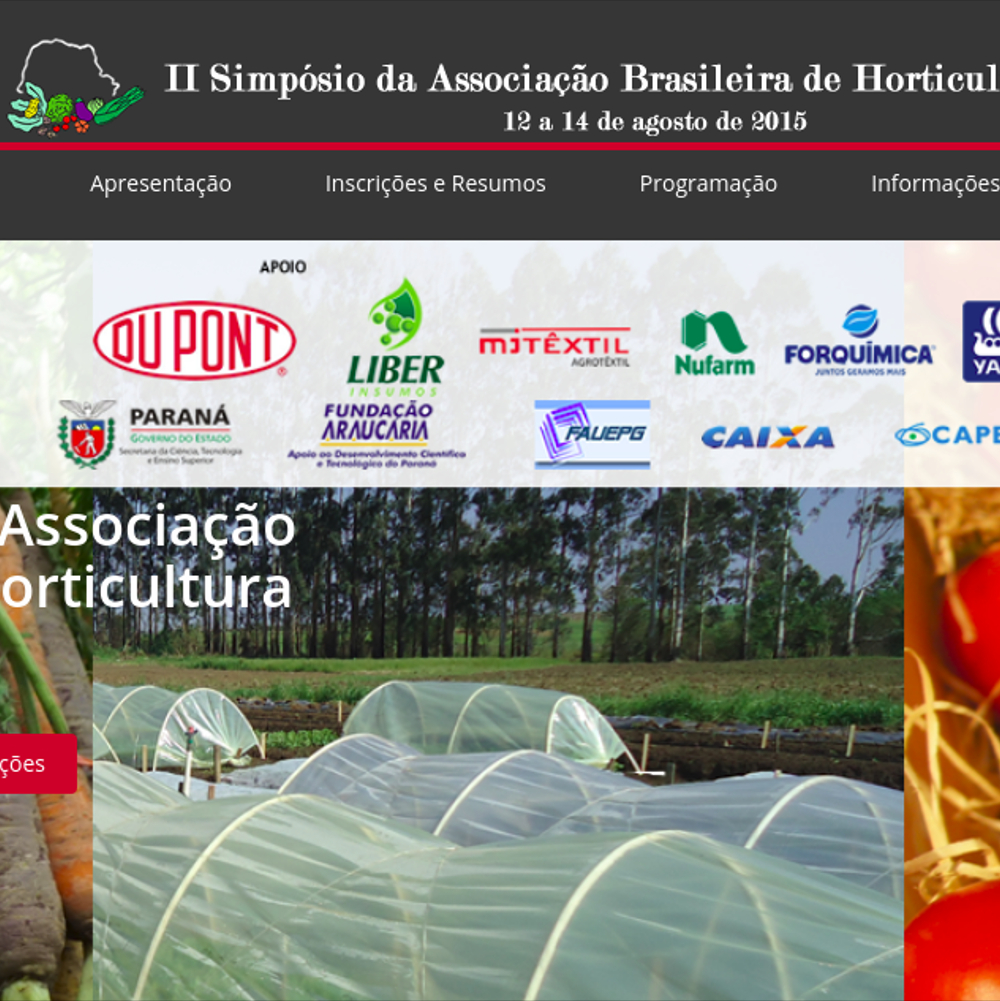 II Simpósio da Associação Brasileira de Horticul
12 a 14 de agosto de 2015
Apresentação
Inscrições e Resumos
Programação
Informações
APOIO
DU PONT
LIBER
INSUMOS
MJTÊXTIL
AGROTÊXTIL
Nufarm
FORQUÍMICA
JUNTOS GERAMOS MAIS
YA
PARANÁ
GOVERNO DO ESTADO
Secretaria da Ciência, Tecnologia
e Ensino Superior
FUNDAÇÃO
ARAUCÁRIA
Apoio ao Desenvolvimento Científico
e Tecnológico do Paraná
FAUEPG
CAIXA
CAPE
Associação
orticultura
ções